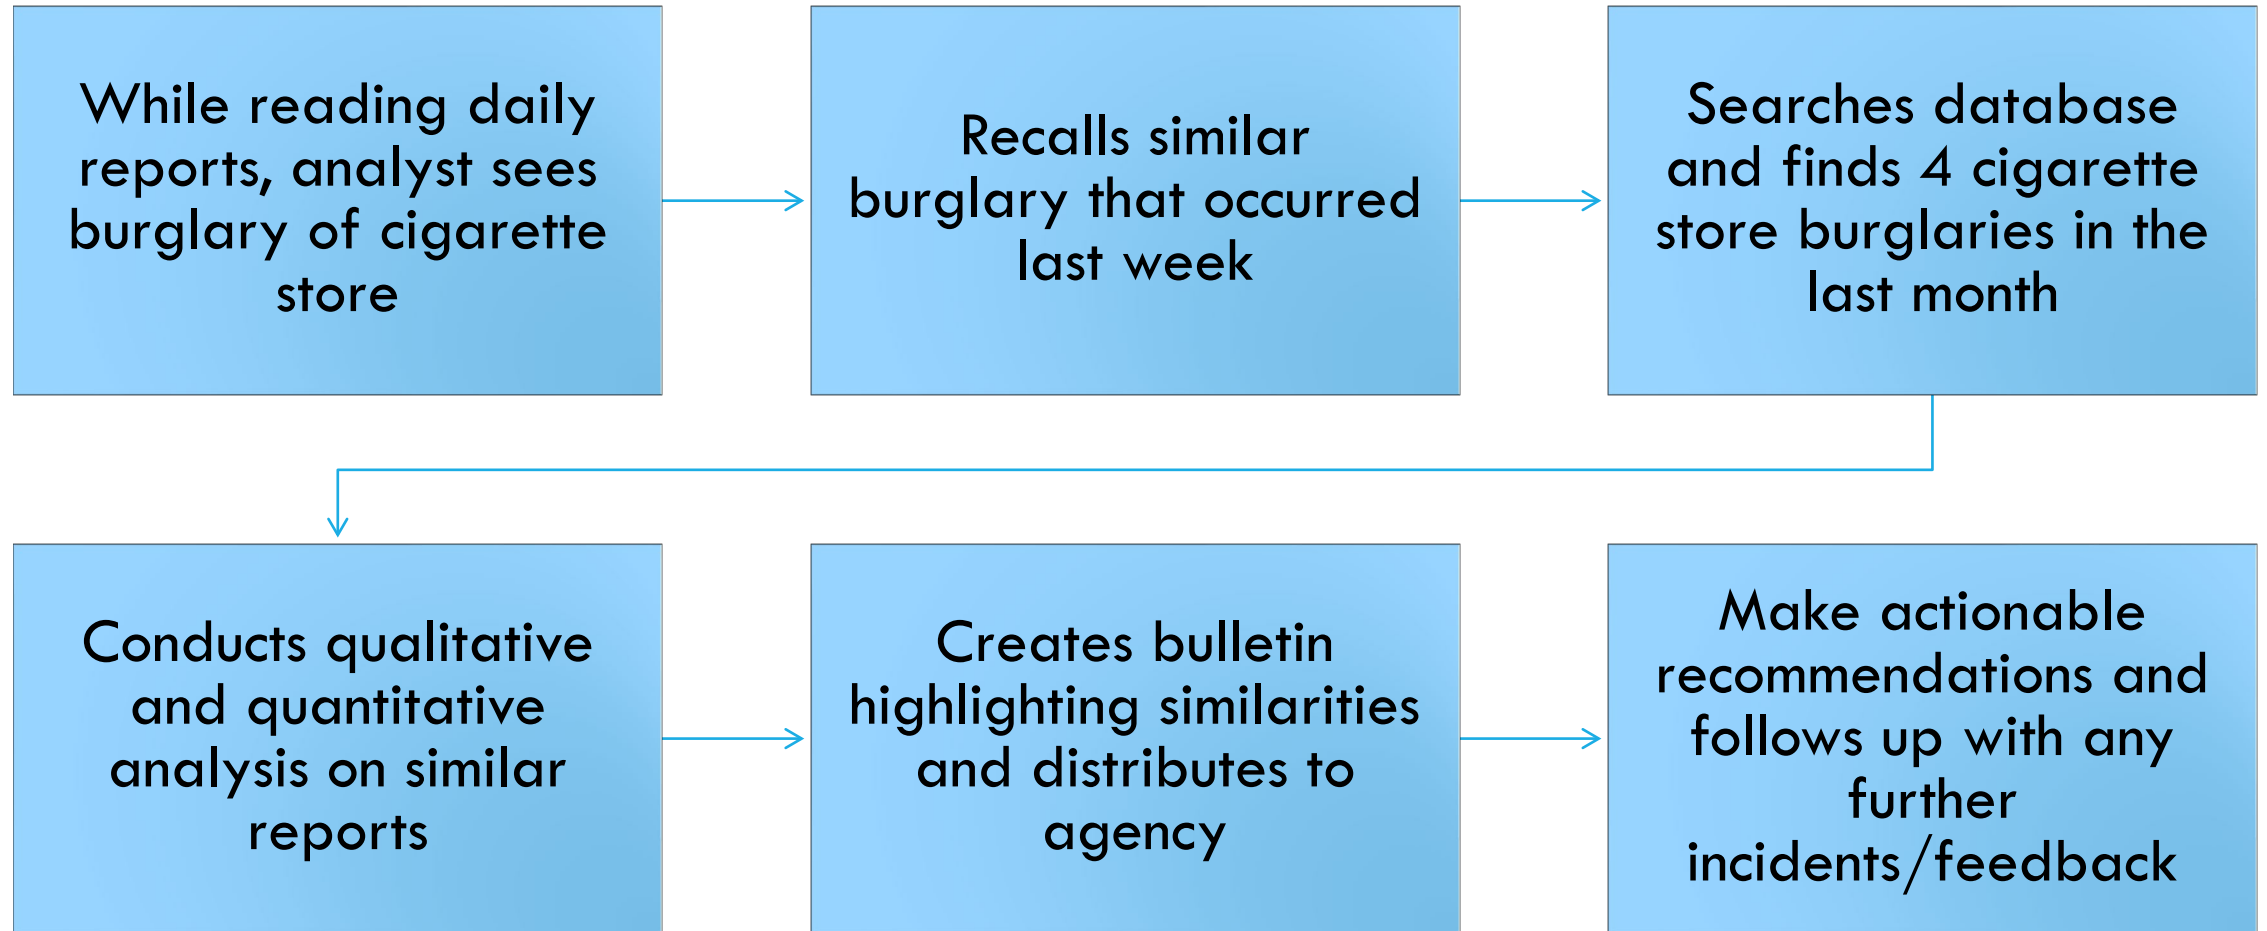 While reading daily
reports, analyst sees
burglary of cigarette
store
Recalls similar
burglary that occurred
last week
Searches database
and finds 4 cigarette
store burglaries in the
last month
Conducts qualitative
and quantitative
analysis on similar
reports
Creates bulletin
highlighting similarities
and distributes to
agency
Make actionable
recommendations and
follows up with any
further
incidents/feedback